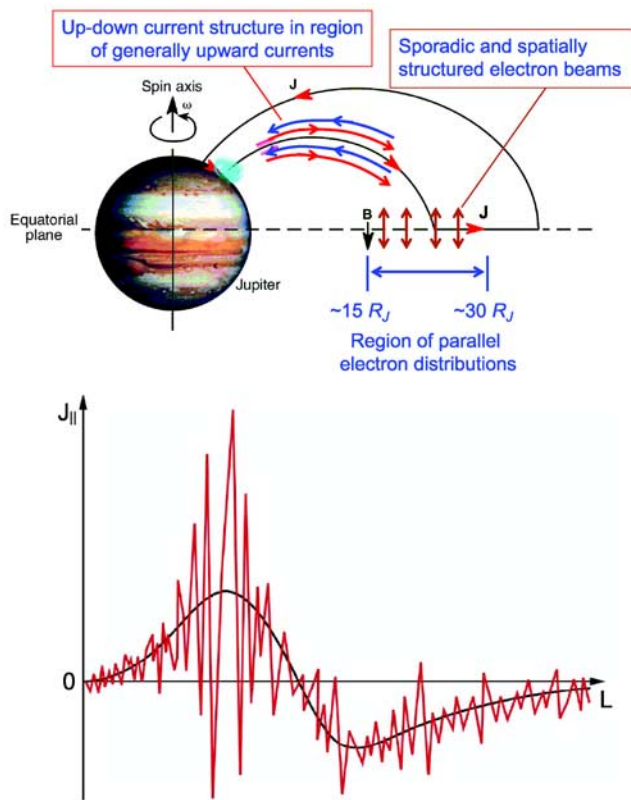 Up-down current structure in region
of generally upward currents
Sporadic and spatially
structured electron beams
Spin axis
ω
J
Equatorial
plane
B
J
Jupiter
~15 R_J
~30 R_J
Region of parallel
electron distributions
J||
0
L